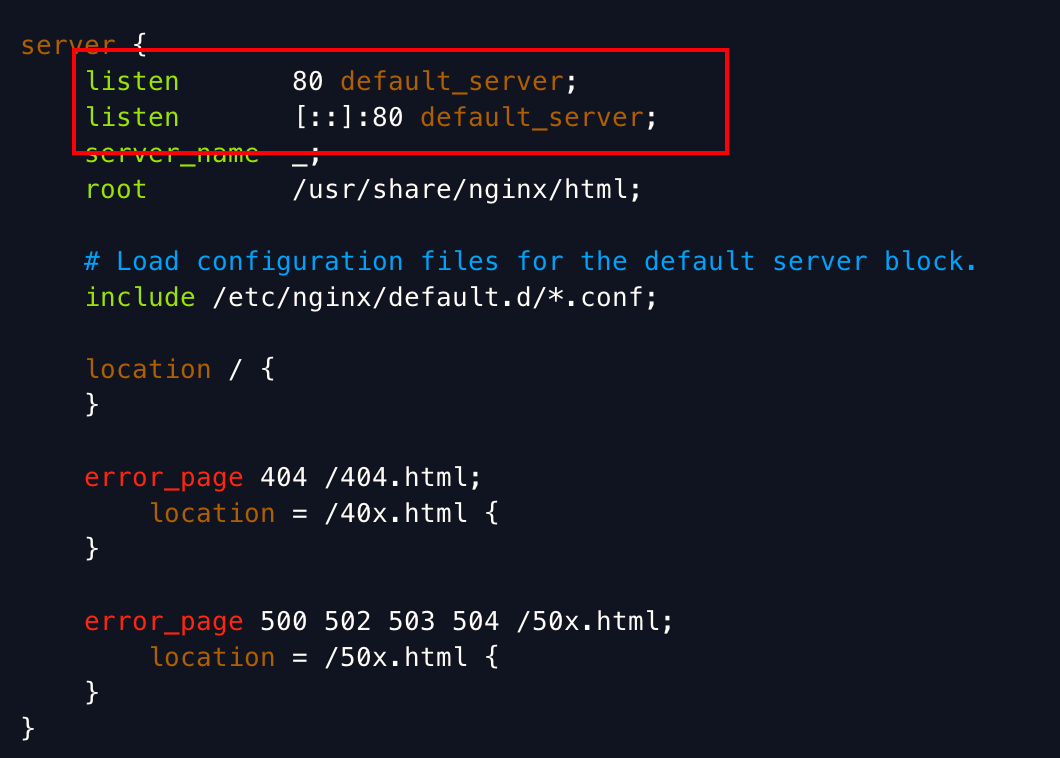 server {
    listen       80 default_server;
    listen       [::]:80 default_server;
    server_name  _;
    root         /usr/share/nginx/html;

    # Load configuration files for the default server block.
    include /etc/nginx/default.d/*.conf;

    location / {
    }

    error_page 404 /404.html;
        location = /40x.html {
    }

    error_page 500 502 503 504 /50x.html;
        location = /50x.html {
    }
}